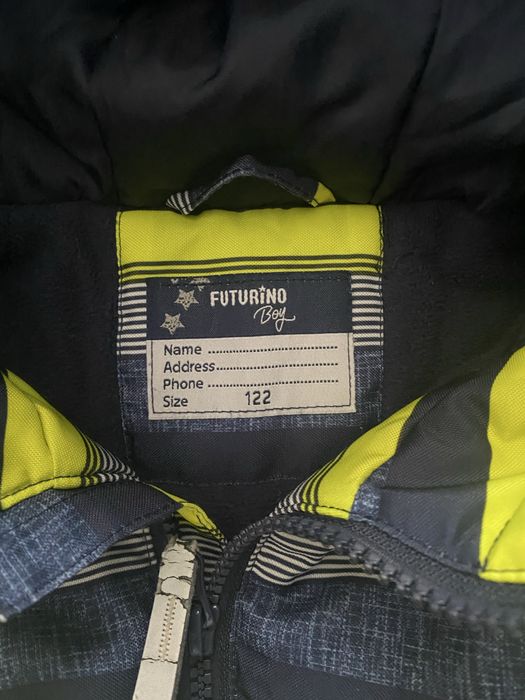 FUTURINO
Boy
Name ........................
Address........................
Phone ........................
Size 122